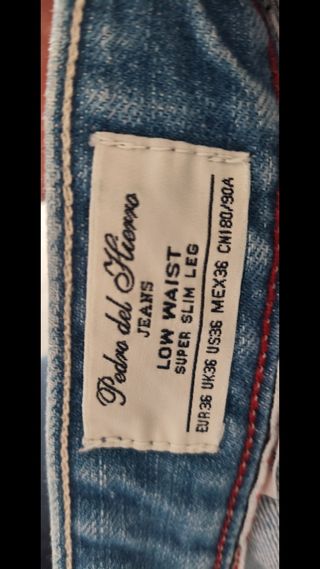 Pedro del Hierro
JEANS
LOW WAIST
SUPER SLIM LEG
EUR36 UK36 US36 MEX36 CN180/90A